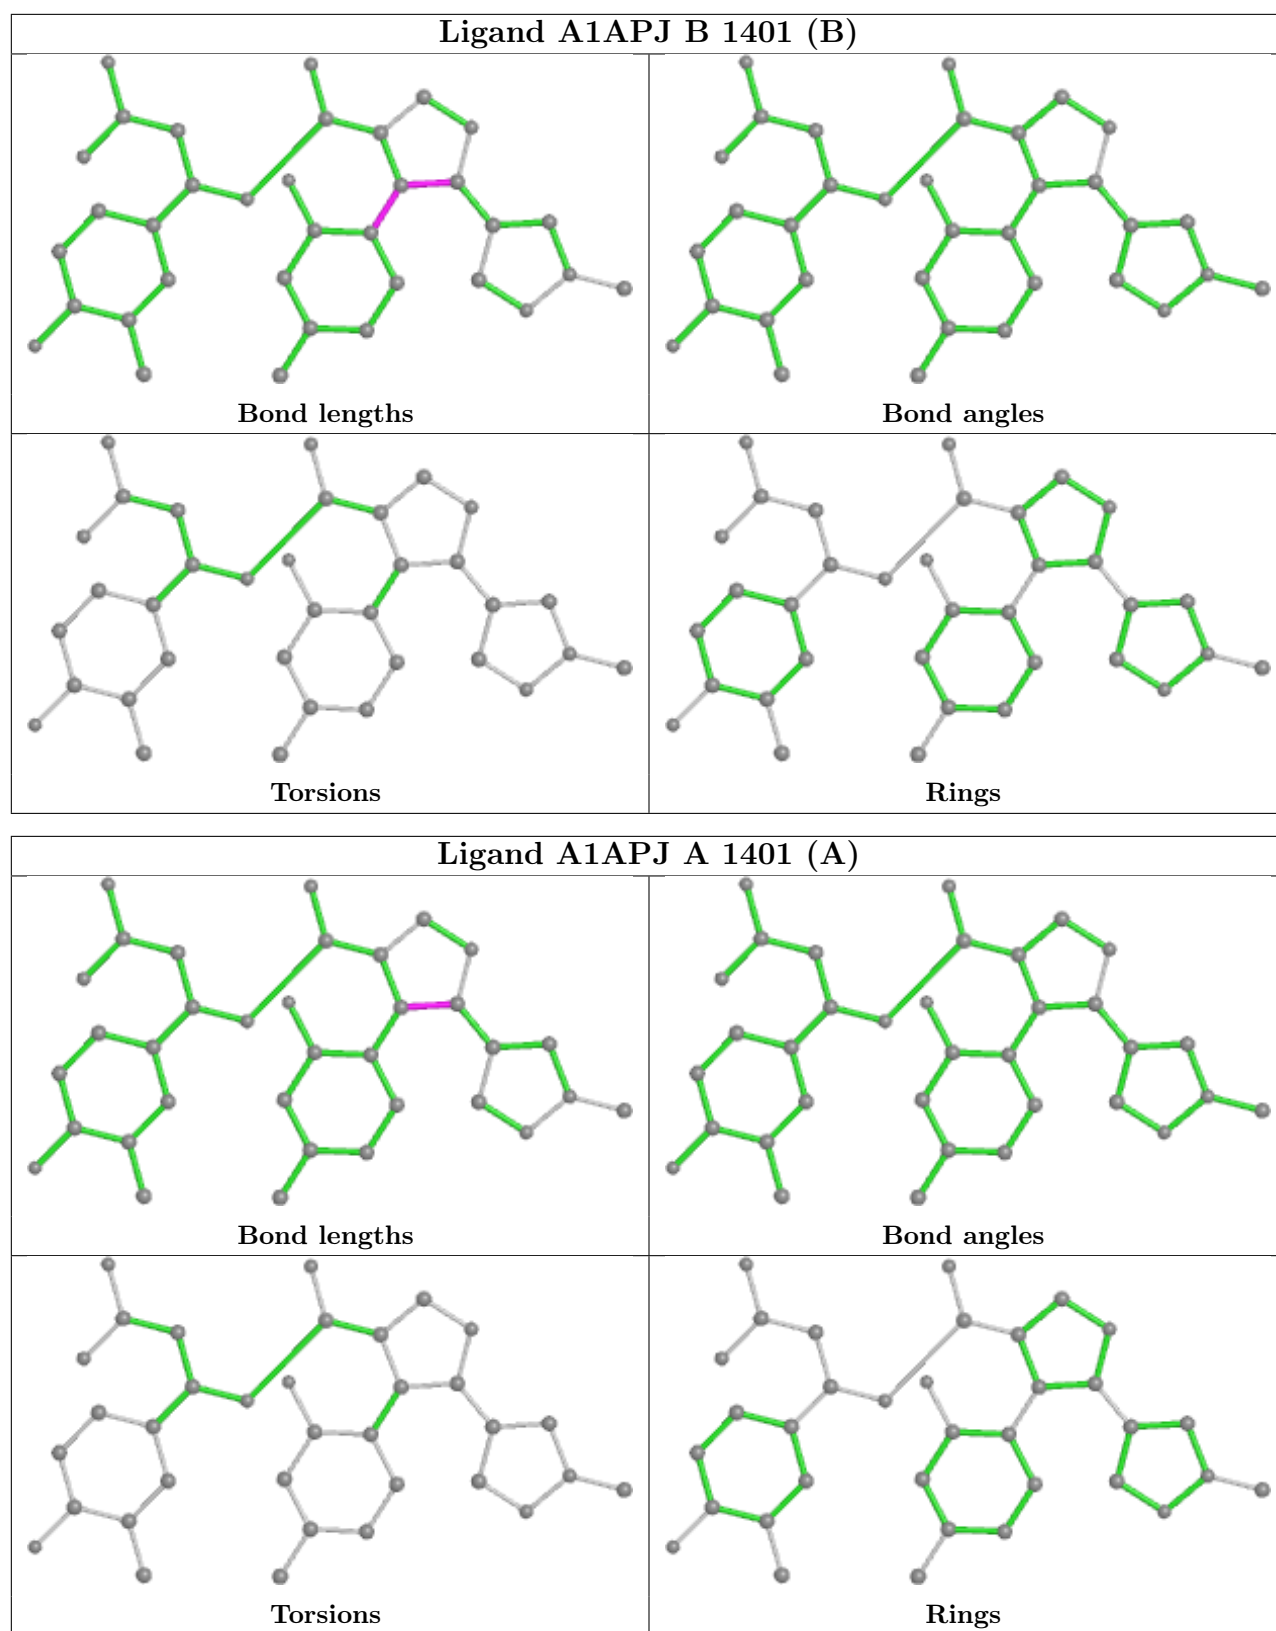 Ligand A1APJ B 1401 (B)
Bond lengths
Bond angles
Torsions
Rings
Ligand A1APJ A 1401 (A)
Bond lengths
Bond angles
Torsions
Rings